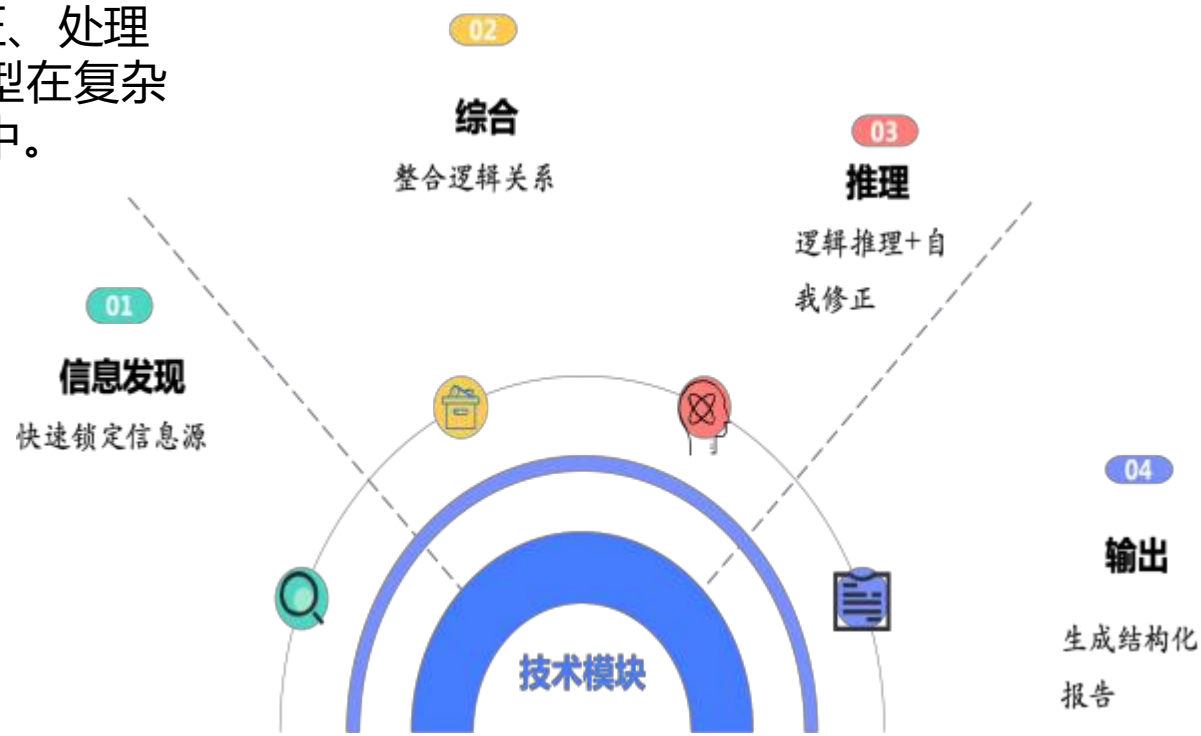 、处理
型在复杂
中。
02
综合
整合逻辑关系
03
推理
逻辑推理+自
我修正
01
信息发现
快速锁定信息源
04
输出
生成结构化
报告
技术模块